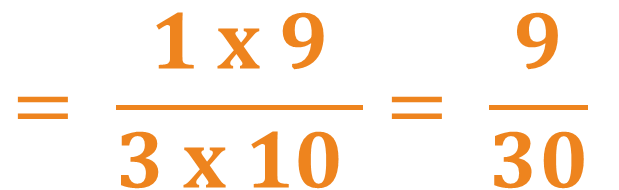 = 1 x 9 / 3 x 10 = 9 / 30